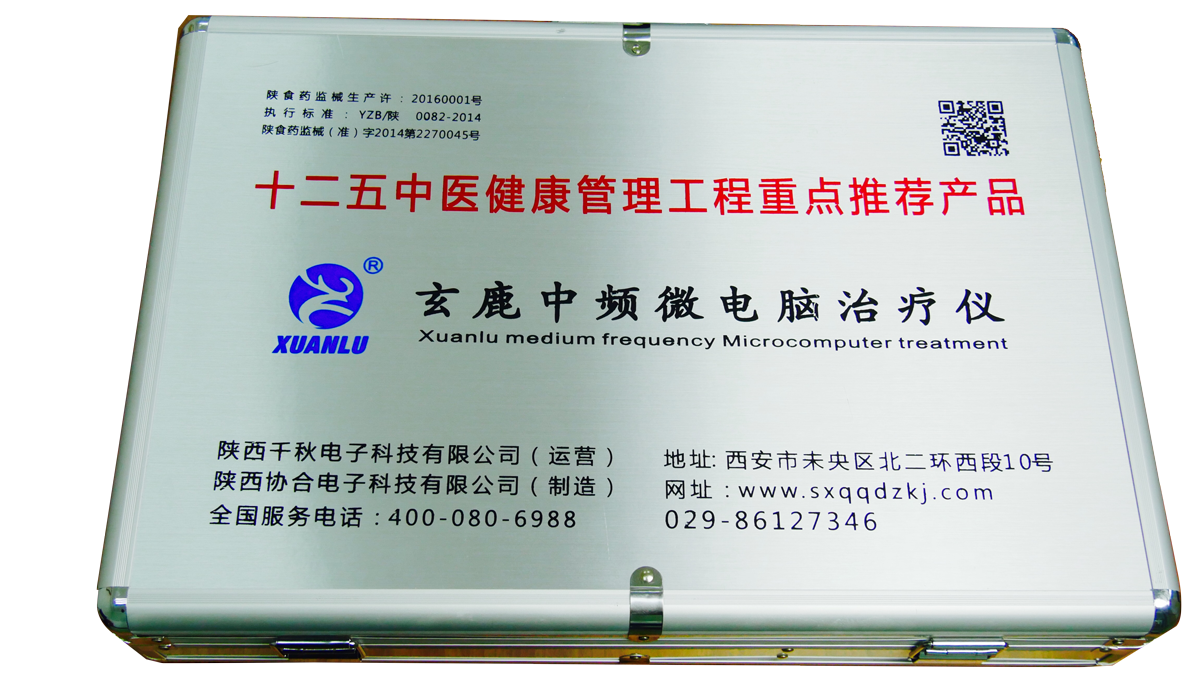 陕食药监械生产许：20160001号
执行标准：YZB/陕 0082-2014
陕食药监械（准）字2014第2270045号
十二五中医健康管理工程重点推荐产品
®
XUANLU
玄鹿中频微电脑治疗仪
Xuanlu medium frequency Microcomputer treatment
陕西千秋电子科技有限公司（运营）
陕西协合电子科技有限公司（制造）
全国服务电话：400-080-6988
地址: 西安市未央区北二环西段10号
网址：www.sxqqdzkj.com
029-86127346